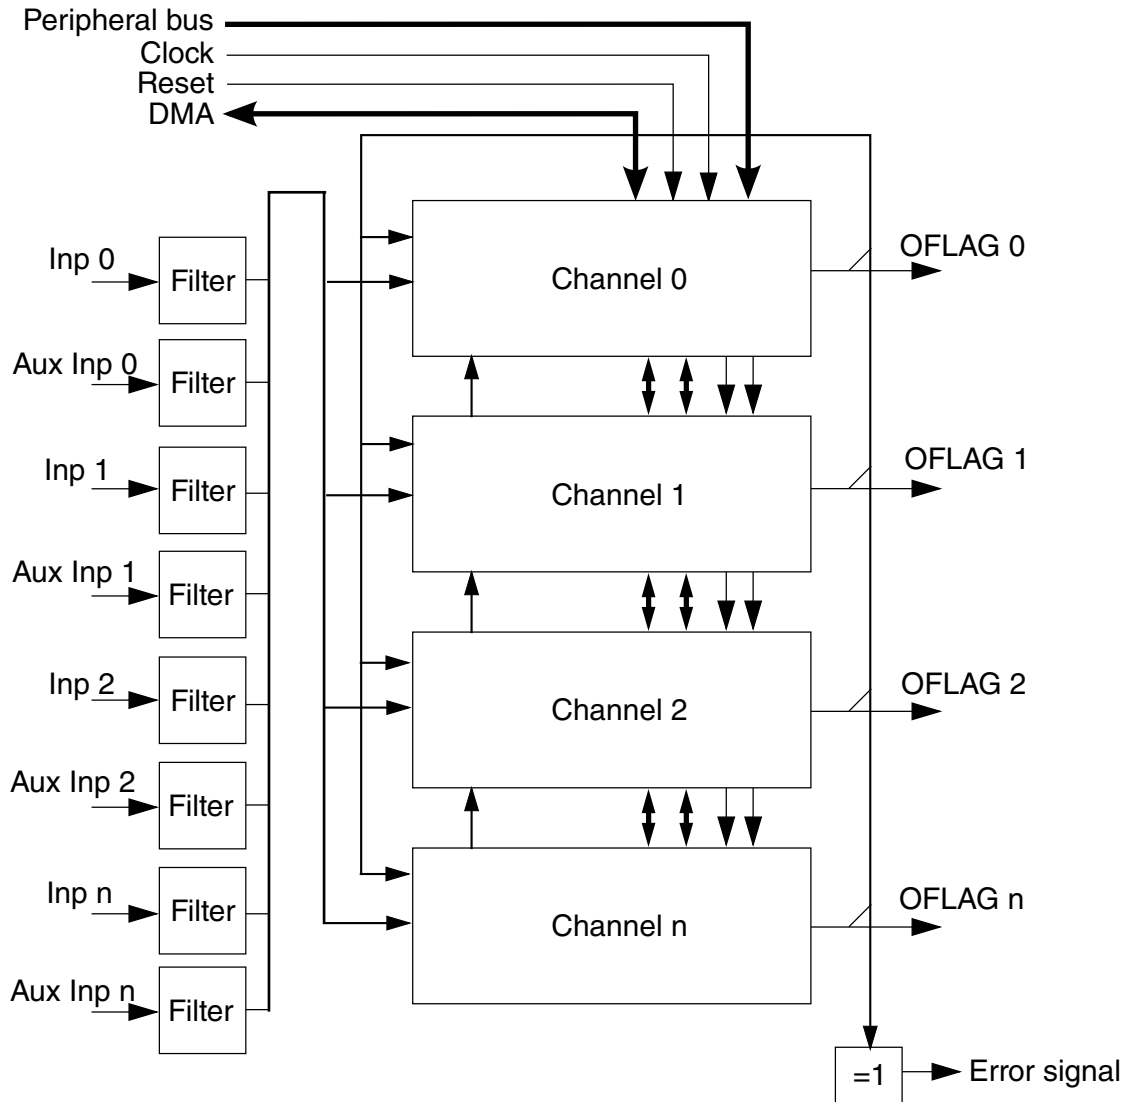 Peripheral bus
Clock
Reset
DMA
Inp 0
Filter
Channel 0
OFLAG 0
Aux Inp 0
Filter
Inp 1
Filter
Channel 1
OFLAG 1
Aux Inp 1
Filter
Inp 2
Filter
Channel 2
OFLAG 2
Aux Inp 2
Filter
Inp n
Filter
Channel n
OFLAG n
Aux Inp n
Filter
=1
Error signal